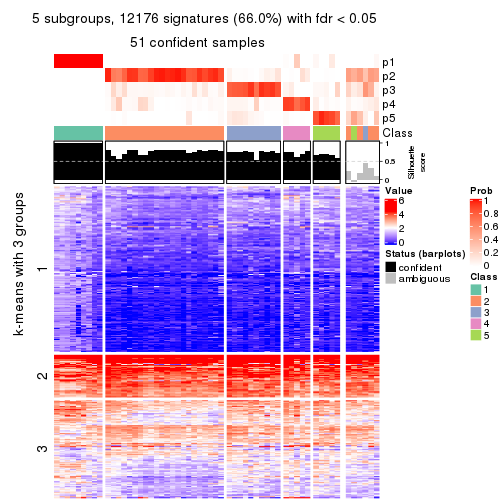 5 subgroups, 12176 signatures (66.0%) with fdr < 0.05
51 confident samples
p1
p2
p3
p4
p5
Class
1
0.5
0
Silhouette
score
k-means with 3 groups
1
2
3
Value
6
4
2
0
Status (barplots)
confident
ambiguous
Prob
1
0.8
0.6
0.4
0.2
0
Class
1
2
3
4
5